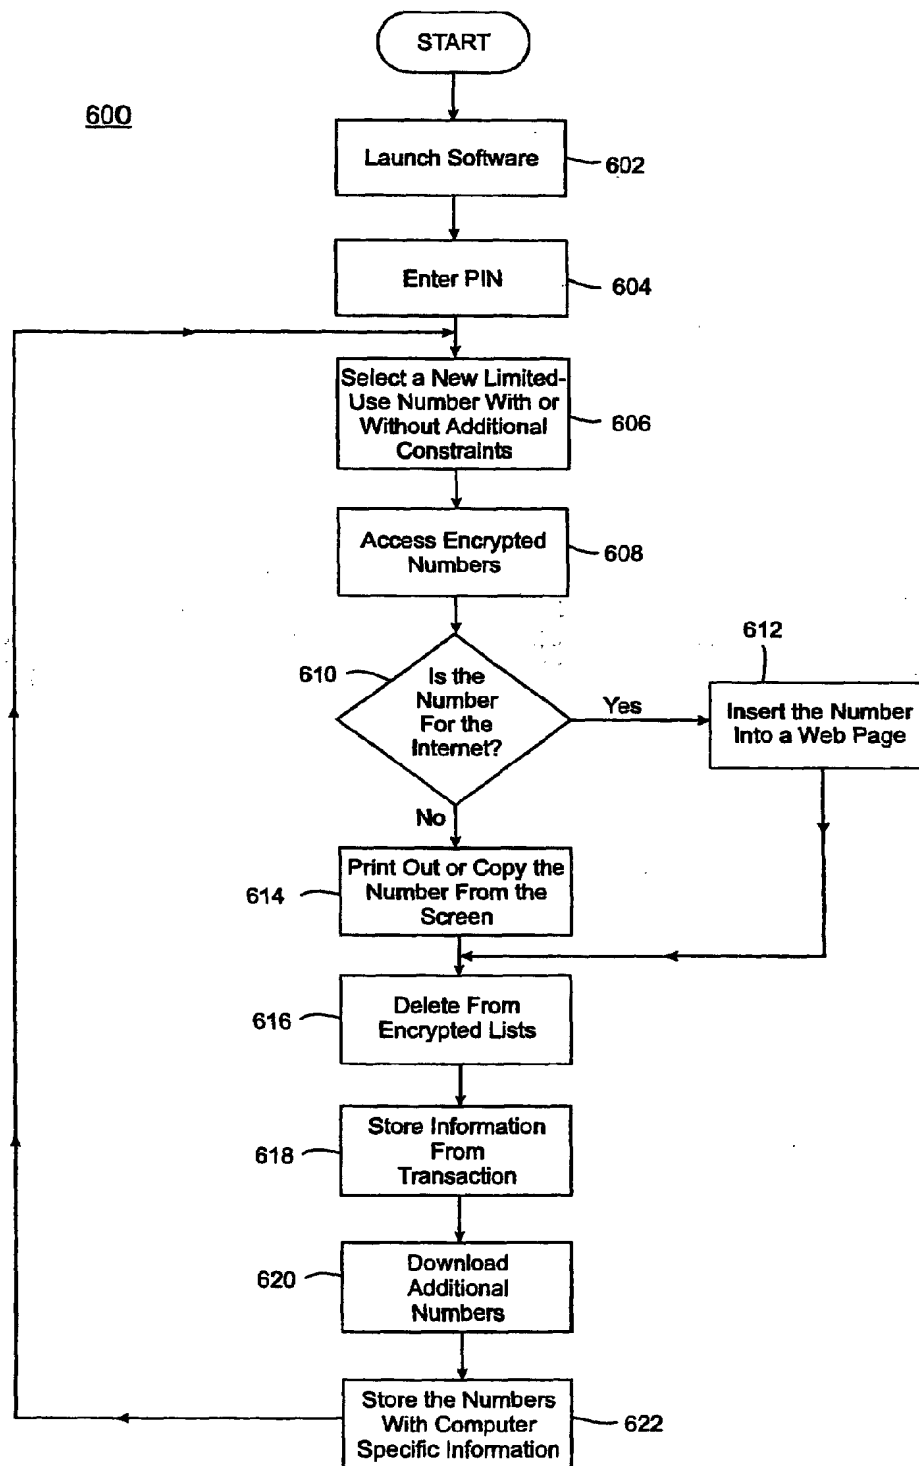 START
600
Launch Software
602
Enter PIN
604
Select a New Limited-
Use Number With or
Without Additional
Constraints
606
Access Encrypted
Numbers
608
610
Is the
Number
For the
Internet?
Yes
612
Insert the Number
Into a Web Page
No
614
Print Out or Copy the
Number From the
Screen
616
Delete From
Encrypted Lists
618
Store Information
From
Transaction
620
Download
Additional
Numbers
Store the Numbers
With Computer
Specific Information
622